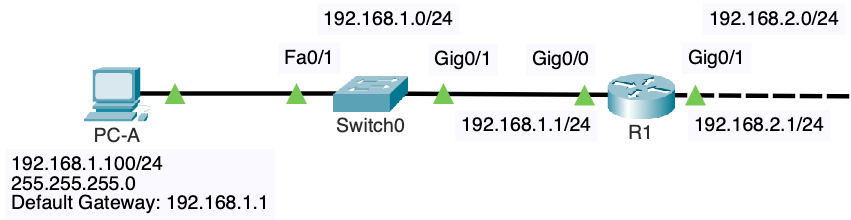 192.168.1.0/24
192.168.2.0/24
Fa0/1
Gig0/1
Gig0/0
Gig0/1
PC-A
Switch0
R1
192.168.1.1/24
192.168.2.1/24
192.168.1.100/24
255.255.255.0
Default Gateway: 192.168.1.1